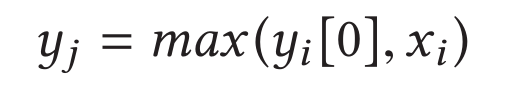 y_j = max(y_i[0], x_i)